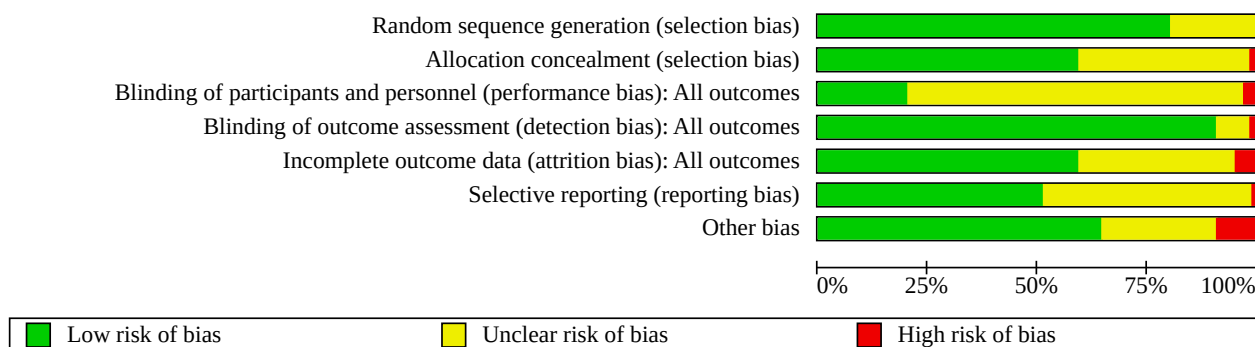 Random sequence generation (selection bias)
Allocation concealment (selection bias)
Blinding of participants and personnel (performance bias): All outcomes
Blinding of outcome assessment (detection bias): All outcomes
Incomplete outcome data (attrition bias): All outcomes
Selective reporting (reporting bias)
Other bias
0% 25% 50% 75% 100%
Low risk of bias Unclear risk of bias High risk of bias